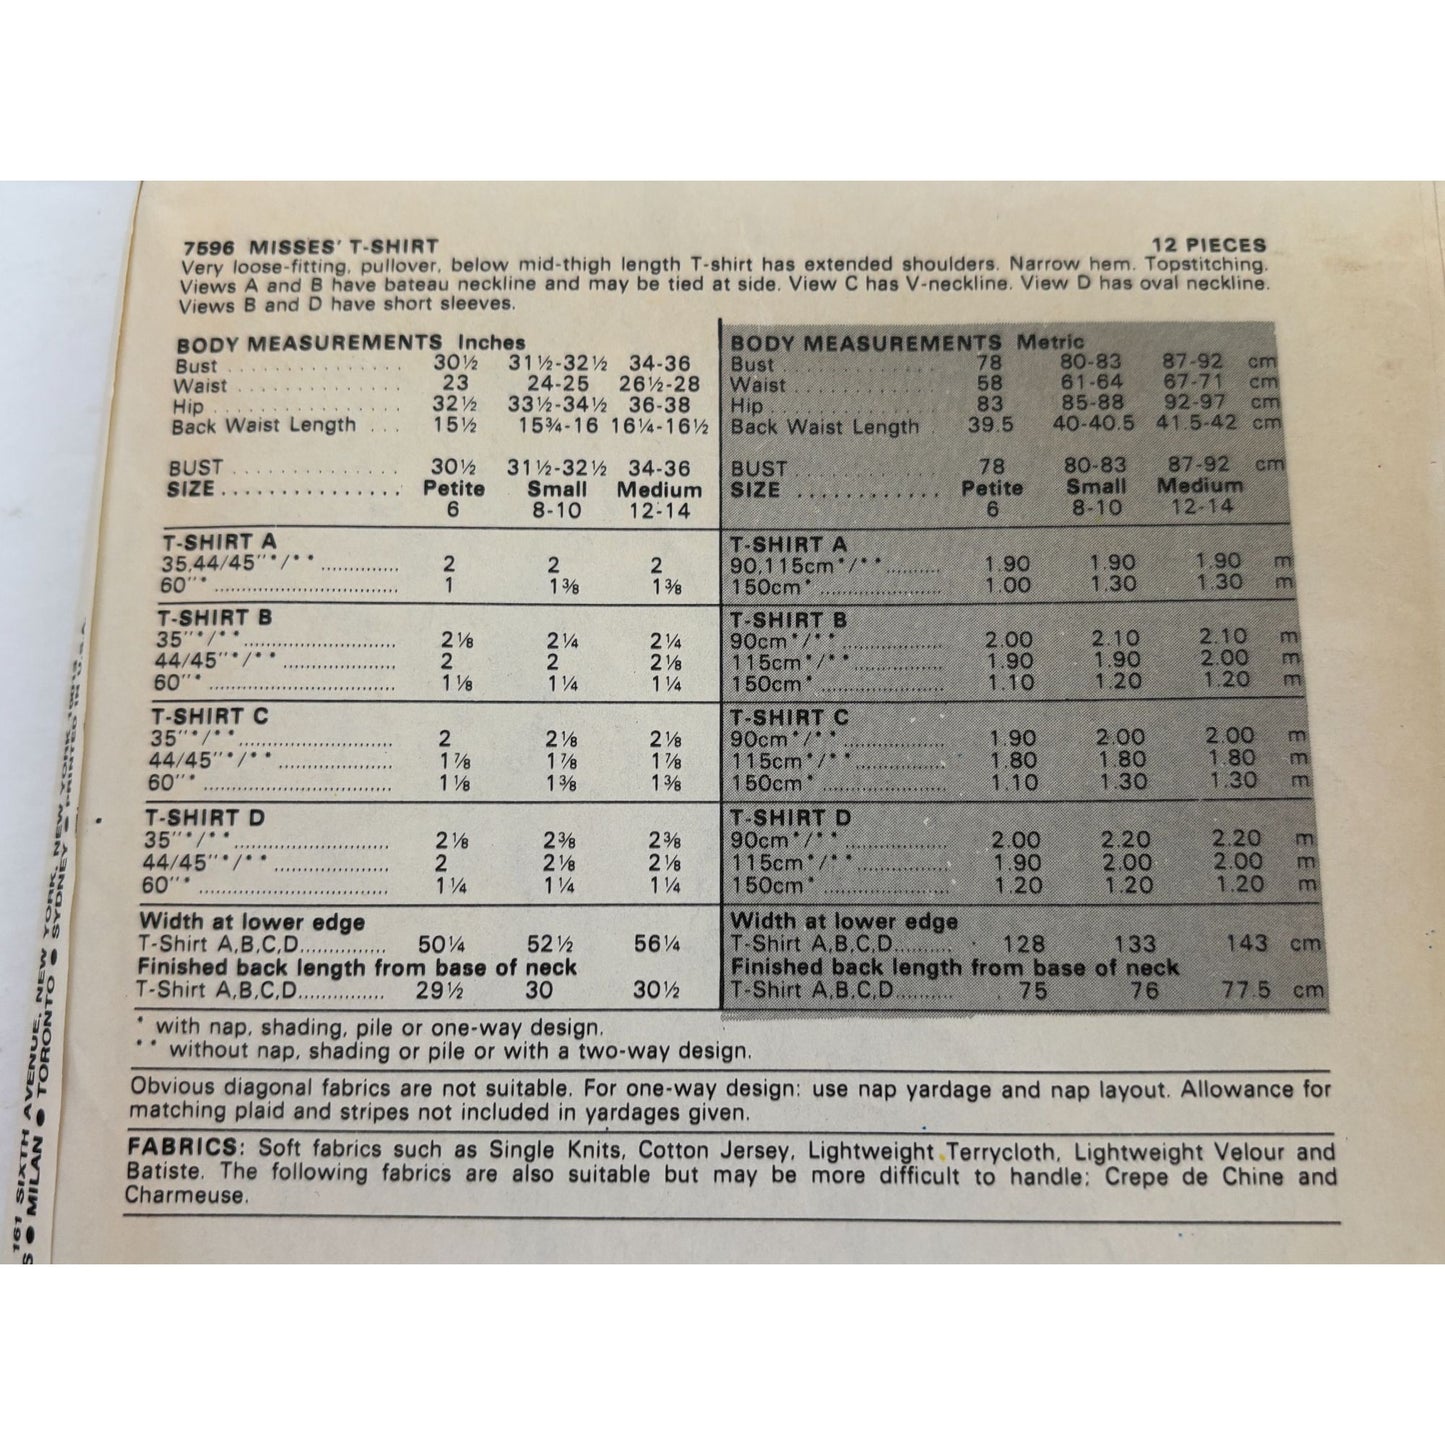 7596 MISSES' T-SHIRT 12 PIECES
Very loose-fitting, pullover, below mid-thigh length T-shirt has extended shoulders. Narrow hem. Topstitching.
Views A and B have bateau neckline and may be tied at side. View C has V-neckline. View D has oval neckline.
Views B and D have short sleeves.
BODY MEASUREMENTS Inches
Bust .............. 30½ 31½-32½ 34-36
Waist ............. 23 24-25 26½-28
Hip ............... 32½ 33½-34½ 36-38
Back Waist Length ... 15½ 15¾-16 16¼-16½
BUST .............. 30½ 31½-32½ 34-36
SIZE ............... Petite Small Medium
6 8-10 12-14
T-SHIRT A
35,44/45"*/** .............. 2 2 2
60"* .............. 1 1⅜ 1⅜
T-SHIRT B
35"*/** .............. 2⅛ 2¼ 2¼
44/45"*/** .............. 2 2 2⅛
60"* .............. 1⅛ 1¼ 1¼
T-SHIRT C
35"*/** .............. 2 2⅛ 2⅛
44/45"*/** .............. 1⅞ 1⅞ 1⅞
60"* .............. 1⅛ 1⅜ 1⅜
T-SHIRT D
35"*/** .............. 2⅛ 2⅜ 2⅜
44/45"*/** .............. 2 2⅛ 2⅛
60"* .............. 1¼ 1¼ 1¼
Width at lower edge
T-Shirt A,B,C,D............... 50¼ 52½ 56¼
Finished back length from base of neck
T-Shirt A,B,C,D............... 29½ 30 30½
BODY MEASUREMENTS Metric
Bust ............ 78 80-83 87-92 cm
Waist ............ 58 61-64 67-71 cm
Hip ............ 83 85-88 92-97 cm
Back Waist Length . 39.5 40-40.5 41.5-42 cm
BUST ............ 78 80-83 87-92 cm
SIZE ............ Petite Small Medium
6 8-10 12-14
T-SHIRT A
90,115cm*/** .......... 1.90 1.90 1.90 m
150cm* .......... 1.00 1.30 1.30 m
T-SHIRT B
90cm*/** .......... 2.00 2.10 2.10 m
115cm*/** .......... 1.90 1.90 2.00 m
150cm* .......... 1.10 1.20 1.20 m
T-SHIRT C
90cm*/** .......... 1.90 2.00 2.00 m
115cm*/** .......... 1.80 1.80 1.80 m
150cm* .......... 1.10 1.30 1.30 m
T-SHIRT D
90cm*/** .......... 2.00 2.20 2.20 m
115cm*/** .......... 1.90 2.00 2.00 m
150cm* .......... 1.20 1.20 1.20 m
Width at lower edge
T-Shirt A,B,C,D.......... 128 133 143 cm
Finished back length from base of neck
T-Shirt A,B,C,D.......... 75 76 77.5 cm
* with nap, shading, pile or one-way design.
** without nap, shading or pile or with a two-way design.
Obvious diagonal fabrics are not suitable. For one-way design: use nap yardage and nap layout. Allowance for
matching plaid and stripes not included in yardages given.
FABRICS: Soft fabrics such as Single Knits, Cotton Jersey, Lightweight Terrycloth, Lightweight Velour and
Batiste. The following fabrics are also suitable but may be more difficult to handle: Crepe de Chine and
Charmeuse.
161 SIXTH AVENUE, NEW YORK, NEW YORK 10013
S ● MILAN ● TORONTO ● SYDNEY ● PRINTED IN U.S.A.